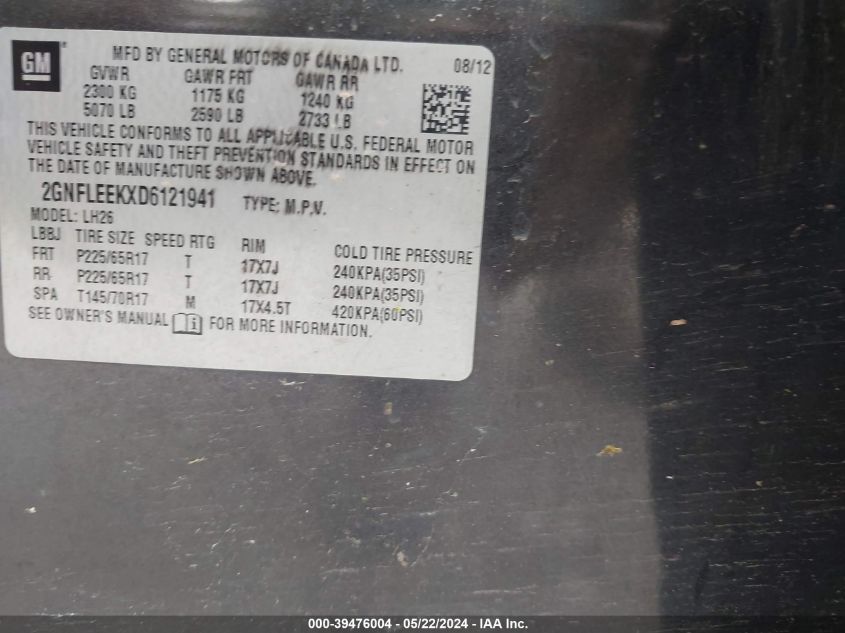 GM
MFD BY GENERAL MOTORS OF CANADA LTD.
08/12
GVWR GAWR FRT GAWR RR
2300 KG 1175 KG 1240 KG
5070 LB 2590 LB 2733 LB
THIS VEHICLE CONFORMS TO ALL APPLICABLE U.S. FEDERAL MOTOR
VEHICLE SAFETY AND THEFT PREVENTION STANDARDS IN EFFECT ON
THE DATE OF MANUFACTURE SHOWN ABOVE.
2GNFLEEKXD6121941 TYPE: M.P.V.
MODEL: LH26
LBBJ TIRE SIZE SPEED RTG RIM COLD TIRE PRESSURE
FRT P225/65R17 T 17X7J 240KPA(35PSI)
RR P225/65R17 T 17X7J 240KPA(35PSI)
SPA T145/70R17 M 17X4.5T 420KPA(60PSI)
SEE OWNER'S MANUAL FOR MORE INFORMATION.
000-39476004 - 05/22/2024 - IAA Inc.